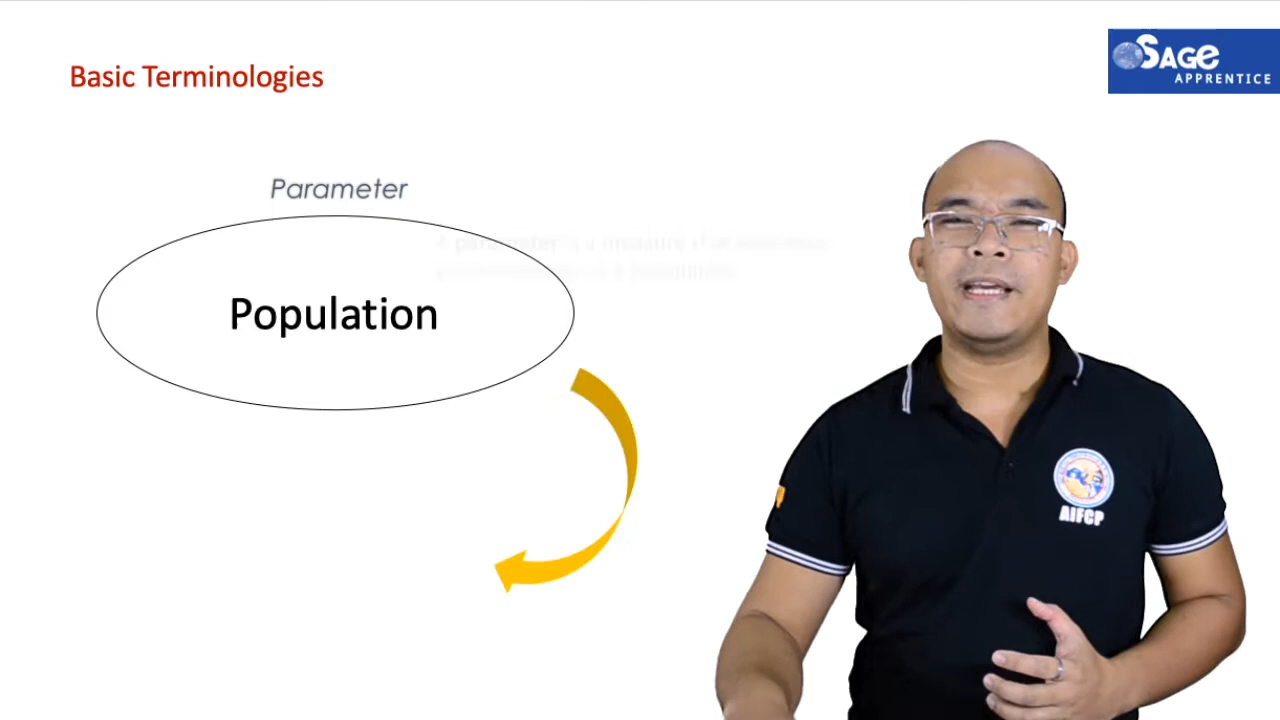 Basic Terminologies
SAGE
APPRENTICE
Parameter
Population
AIFCP